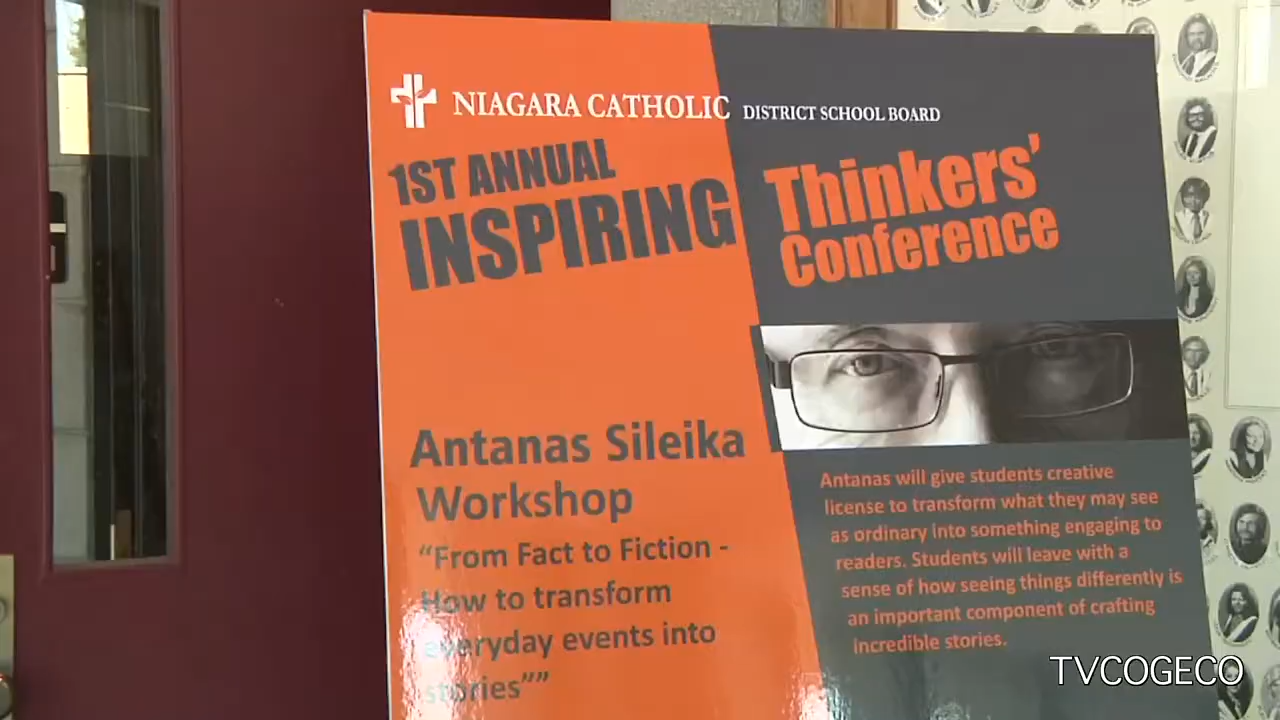 NIAGARA CATHOLIC DISTRICT SCHOOL BOARD
1ST ANNUAL
INSPIRING
Thinkers'
Conference
Antanas Sileika
Workshop
“From Fact to Fiction -
How to transform
everyday events into
stories””
Antanas will give students creative
license to transform what they may see
as ordinary into something engaging to
readers. Students will leave with a
sense of how seeing things differently is
an important component of crafting
incredible stories.
TVCOGECO